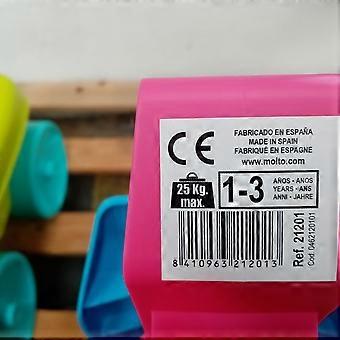 CE
FABRICADO EN ESPAÑA
MADE IN SPAIN
FABRIQUÉ EN ESPAGNE
www.molto.com
25 Kg.
max.
1-3
AÑOS - ANOS
YEARS - ANS
ANNI - JAHRE
8 410963 212013
Ref. 21201
Cod. 0462120101